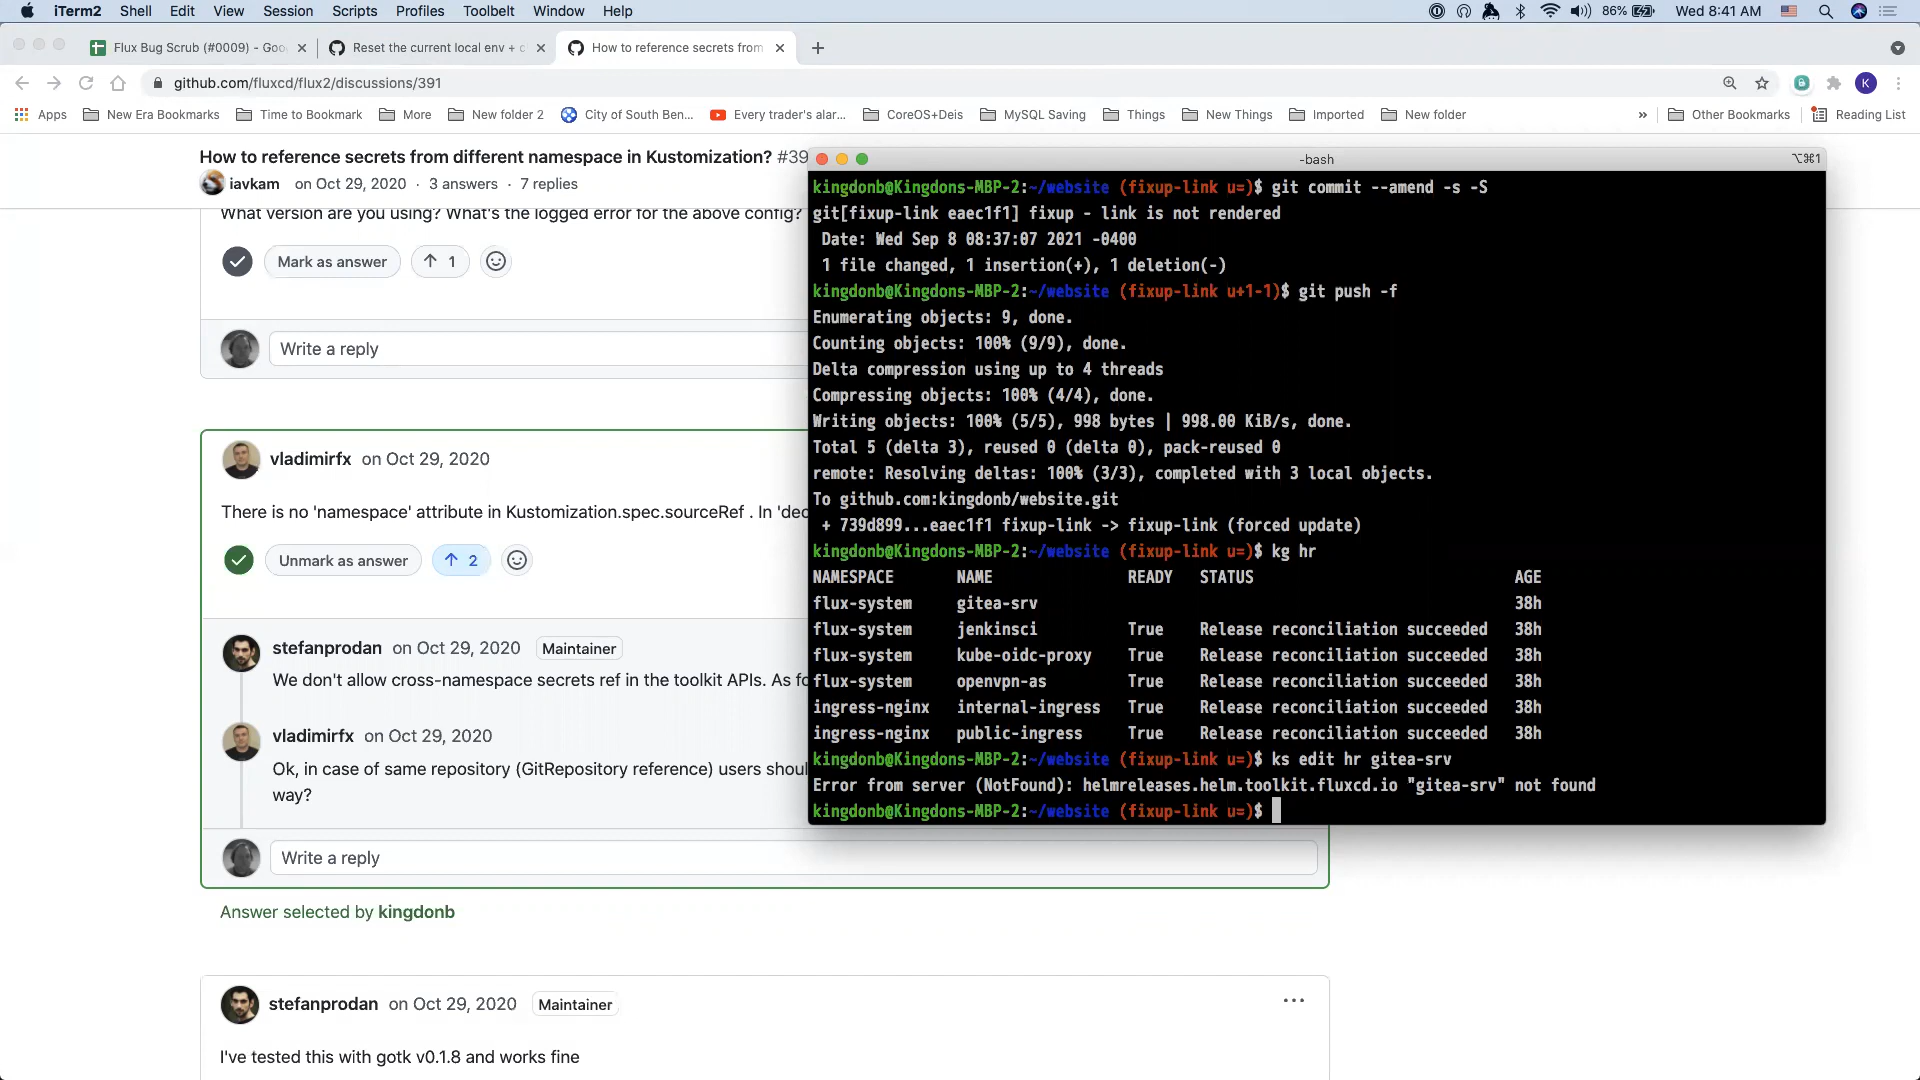 iTerm2 Shell Edit View Session Scripts Profiles Toolbelt Window Help 86% Wed 8:41 AM
Flux Bug Scrub (#0009) - Goo Reset the current local env + c How to reference secrets from
github.com/fluxcd/flux2/discussions/391 K
Apps New Era Bookmarks Time to Bookmark More New folder 2 City of South Ben... Every trader's alar... CoreOS+Deis MySQL Saving Things New Things Imported New folder » Other Bookmarks Reading List
How to reference secrets from different namespace in Kustomization? #39
iavkam on Oct 29, 2020 · 3 answers · 7 replies
What version are you using? What's the logged error for the above config?
Mark as answer ↑ 1
Write a reply
vladimirfx on Oct 29, 2020
There is no 'namespace' attribute in Kustomization.spec.sourceRef . In 'dec
Unmark as answer ↑ 2
stefanprodan on Oct 29, 2020 Maintainer
We don't allow cross-namespace secrets ref in the toolkit APIs. As fo
vladimirfx on Oct 29, 2020
Ok, in case of same repository (GitRepository reference) users shoul
way?
Write a reply
Answer selected by kingdonb
stefanprodan on Oct 29, 2020 Maintainer ...
I've tested this with gotk v0.1.8 and works fine
-bash ⌥⌘1
kingdonb@Kingdons-MBP-2:~/website (fixup-link u=)$ git commit --amend -s -S
git[fixup-link eaec1f1] fixup - link is not rendered
Date: Wed Sep 8 08:37:07 2021 -0400
1 file changed, 1 insertion(+), 1 deletion(-)
kingdonb@Kingdons-MBP-2:~/website (fixup-link u+1-1)$ git push -f
Enumerating objects: 9, done.
Counting objects: 100% (9/9), done.
Delta compression using up to 4 threads
Compressing objects: 100% (4/4), done.
Writing objects: 100% (5/5), 998 bytes | 998.00 KiB/s, done.
Total 5 (delta 3), reused 0 (delta 0), pack-reused 0
remote: Resolving deltas: 100% (3/3), completed with 3 local objects.
To github.com:kingdonb/website.git
+ 739d899...eaec1f1 fixup-link -> fixup-link (forced update)
kingdonb@Kingdons-MBP-2:~/website (fixup-link u=)$ kg hr
NAMESPACE NAME READY STATUS AGE
flux-system gitea-srv 38h
flux-system jenkinsci True Release reconciliation succeeded 38h
flux-system kube-oidc-proxy True Release reconciliation succeeded 38h
flux-system openvpn-as True Release reconciliation succeeded 38h
ingress-nginx internal-ingress True Release reconciliation succeeded 38h
ingress-nginx public-ingress True Release reconciliation succeeded 38h
kingdonb@Kingdons-MBP-2:~/website (fixup-link u=)$ ks edit hr gitea-srv
Error from server (NotFound): helmreleases.helm.toolkit.fluxcd.io "gitea-srv" not found
kingdonb@Kingdons-MBP-2:~/website (fixup-link u=)$